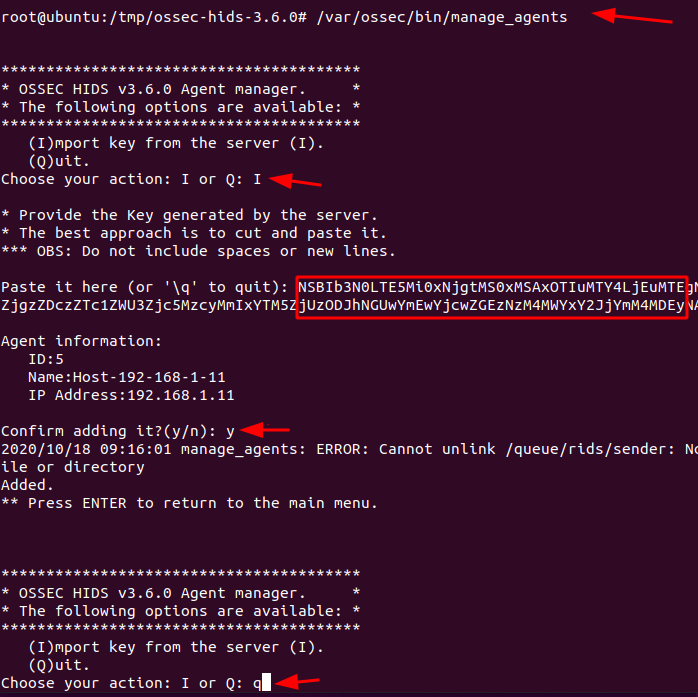 root@ubuntu:/tmp/ossec-hids-3.6.0# /var/ossec/bin/manage_agents
****************************************
* OSSEC HIDS v3.6.0 Agent manager.     *
* The following options are available: *
****************************************
   (I)mport key from the server (I).
   (Q)uit.
Choose your action: I or Q: I
* Provide the Key generated by the server.
* The best approach is to cut and paste it.
*** OBS: Do not include spaces or new lines.
Paste it here (or '\q' to quit): NSBIb3N0LTE5Mi0xNjgtMS0xMSAxOTIuMTY4LjEuMTEgN
ZjgzZDczZTc1ZWU3Zjc5MzcyMmIxYTM5ZjUzODJhNGUwYmEwYjcwZGEzNzM4MWYxY2JjYmM4MDEyNA
Agent information:
   ID:5
   Name:Host-192-168-1-11
   IP Address:192.168.1.11
Confirm adding it?(y/n): y
2020/10/18 09:16:01 manage_agents: ERROR: Cannot unlink /queue/rids/sender: No
ile or directory
Added.
** Press ENTER to return to the main menu.
****************************************
* OSSEC HIDS v3.6.0 Agent manager.     *
* The following options are available: *
****************************************
   (I)mport key from the server (I).
   (Q)uit.
Choose your action: I or Q: q